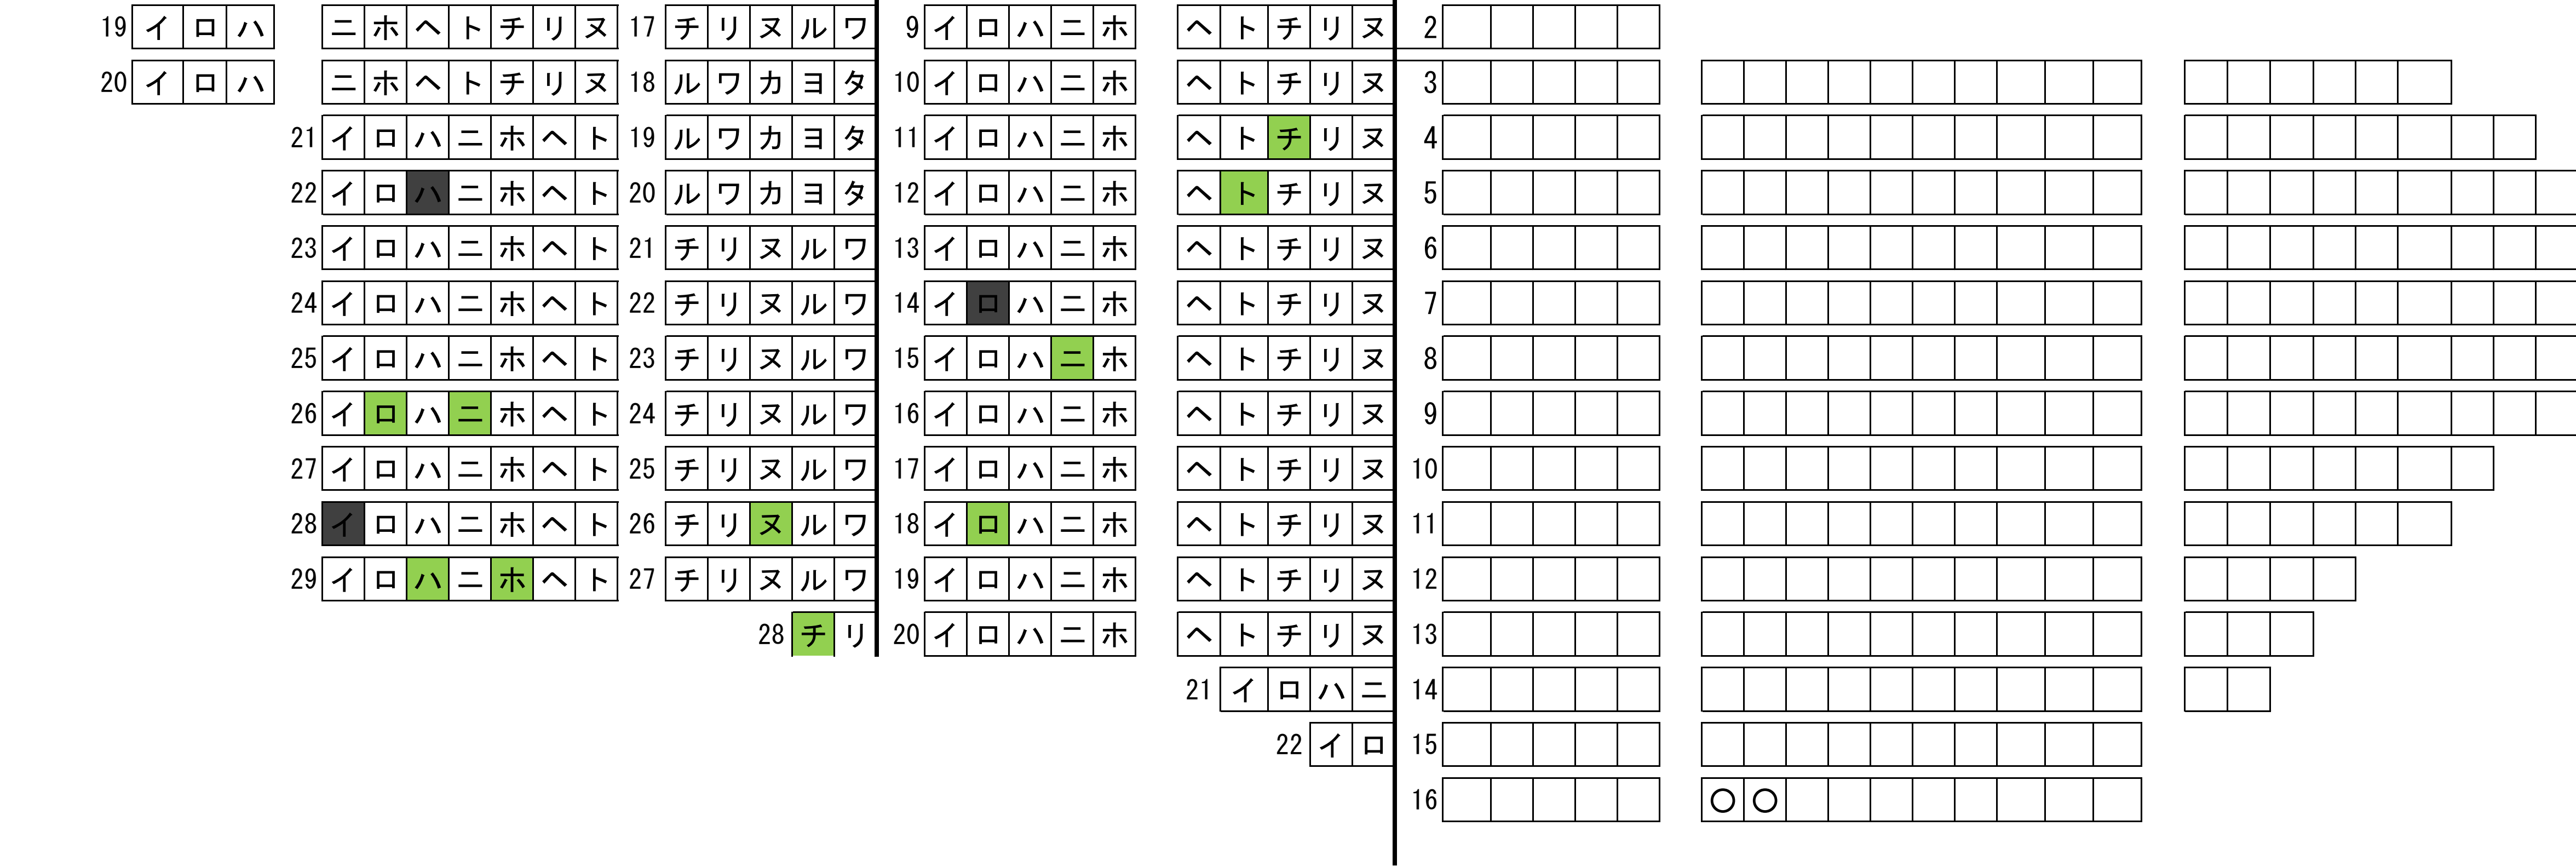 19 イ ロ ハ ニ ホ ヘ ト チ リ ヌ 17 チ リ ヌ ル ワ 9 イ ロ ハ ニ ホ ヘ ト チ リ ヌ 2
20 イ ロ ハ ニ ホ ヘ ト チ リ ヌ 18 ル ワ カ ヨ タ 10 イ ロ ハ ニ ホ ヘ ト チ リ ヌ 3
21 イ ロ ハ ニ ホ ヘ ト 19 ル ワ カ ヨ タ 11 イ ロ ハ ニ ホ ヘ ト チ リ ヌ 4
22 イ ロ ハ ニ ホ ヘ ト 20 ル ワ カ ヨ タ 12 イ ロ ハ ニ ホ ヘ ト チ リ ヌ 5
23 イ ロ ハ ニ ホ ヘ ト 21 チ リ ヌ ル ワ 13 イ ロ ハ ニ ホ ヘ ト チ リ ヌ 6
24 イ ロ ハ ニ ホ ヘ ト 22 チ リ ヌ ル ワ 14 イ ロ ハ ニ ホ ヘ ト チ リ ヌ 7
25 イ ロ ハ ニ ホ ヘ ト 23 チ リ ヌ ル ワ 15 イ ロ ハ ニ ホ ヘ ト チ リ ヌ 8
26 イ ロ ハ ニ ホ ヘ ト 24 チ リ ヌ ル ワ 16 イ ロ ハ ニ ホ ヘ ト チ リ ヌ 9
27 イ ロ ハ ニ ホ ヘ ト 25 チ リ ヌ ル ワ 17 イ ロ ハ ニ ホ ヘ ト チ リ ヌ 10
28 イ ロ ハ ニ ホ ヘ ト 26 チ リ ヌ ル ワ 18 イ ロ ハ ニ ホ ヘ ト チ リ ヌ 11
29 イ ロ ハ ニ ホ ヘ ト 27 チ リ ヌ ル ワ 19 イ ロ ハ ニ ホ ヘ ト チ リ ヌ 12
28 チ リ 20 イ ロ ハ ニ ホ ヘ ト チ リ ヌ 13
21 イ ロ ハ ニ 14
22 イ ロ 15
16 ○ ○